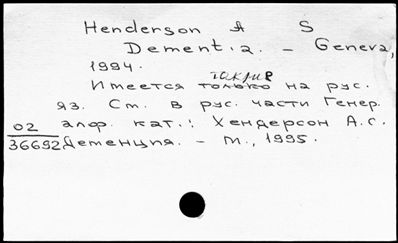 Henderson A S
Dementia. - Geneva,
1994.
также
Имеется только на рус.
яз. См. в рус. части Генер.
02 алф. кат.: Хендерсон А.С.
36692 Деменция. - М., 1995.